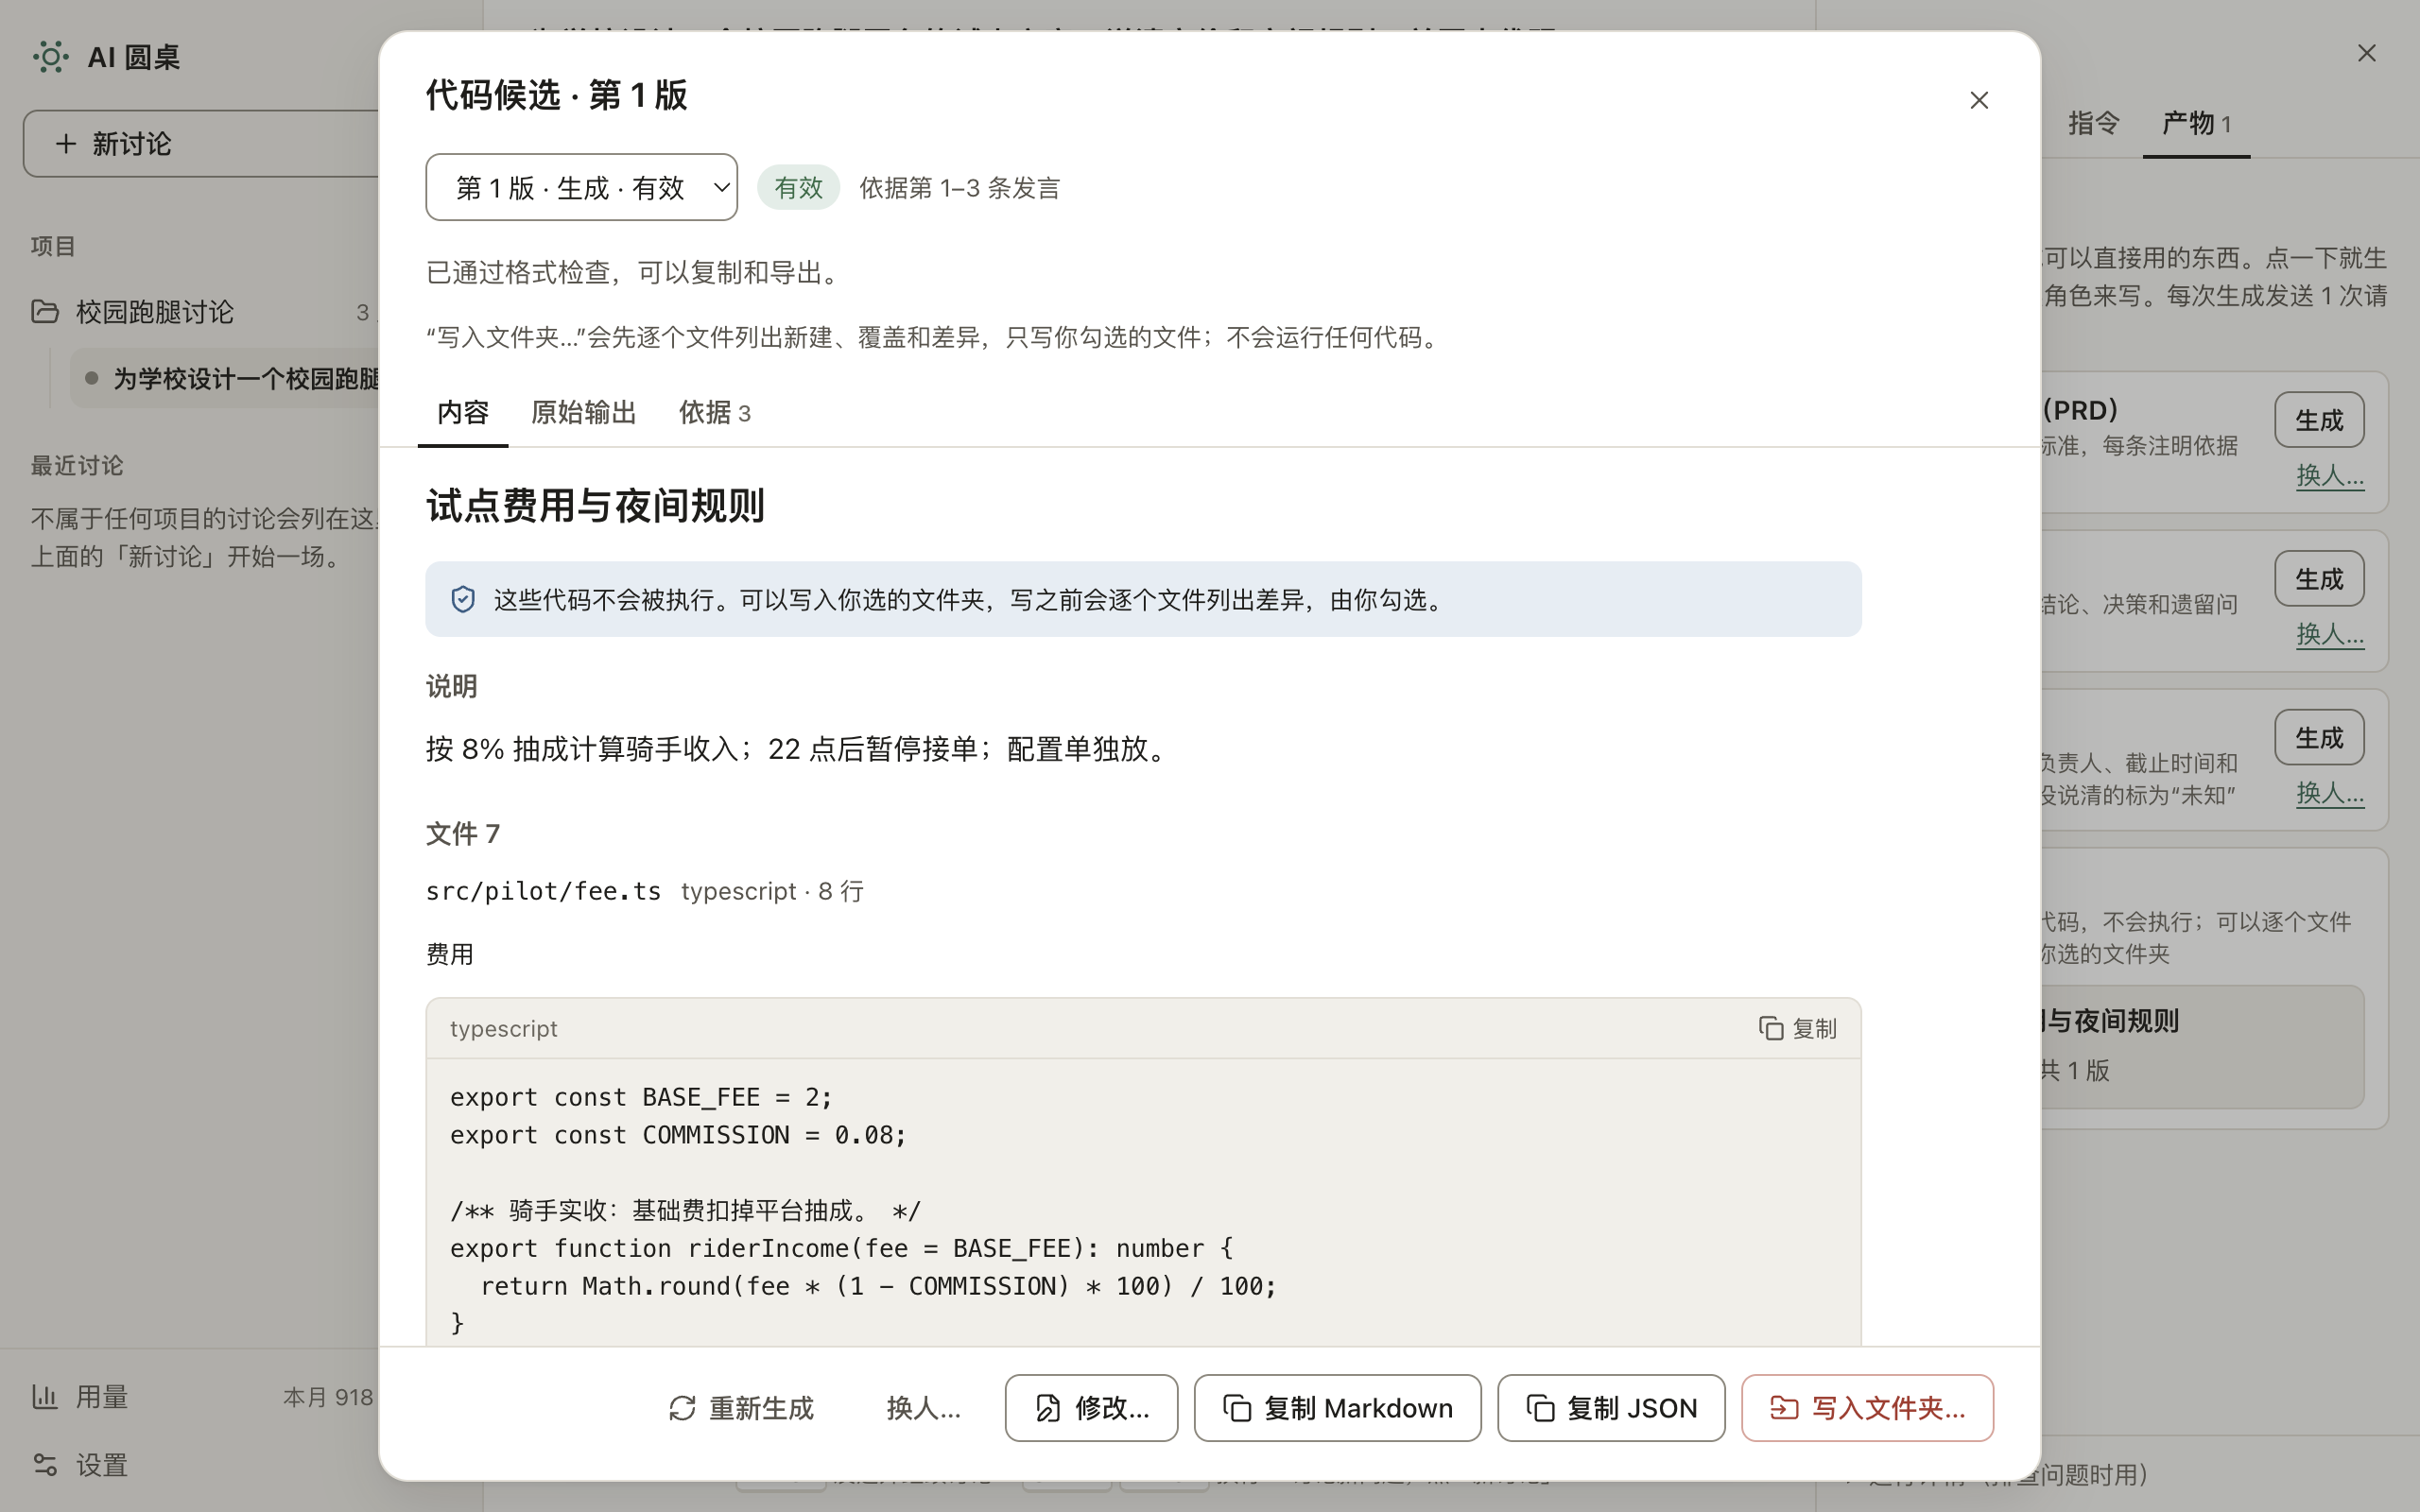 AI 圆桌
新讨论
项目
校园跑腿讨论 3
为学校设计一个校园跑腿
最近讨论
不属于任何项目的讨论会列在这
上面的「新讨论」开始一场。
用量 本月 918
设置
代码候选 · 第 1 版
第 1 版 · 生成 · 有效 有效 依据第 1–3 条发言
已通过格式检查，可以复制和导出。
“写入文件夹…”会先逐个文件列出新建、覆盖和差异，只写你勾选的文件；不会运行任何代码。
内容 原始输出 依据 3
试点费用与夜间规则
这些代码不会被执行。可以写入你选的文件夹，写之前会逐个文件列出差异，由你勾选。
说明
按 8% 抽成计算骑手收入；22 点后暂停接单；配置单独放。
文件 7
src/pilot/fee.ts typescript · 8 行
费用
typescript 复制
export const BASE_FEE = 2;
export const COMMISSION = 0.08;
/** 骑手实收：基础费扣掉平台抽成。 */
export function riderIncome(fee = BASE_FEE): number {
  return Math.round(fee * (1 - COMMISSION) * 100) / 100;
}
重新生成 换人… 修改… 复制 Markdown 复制 JSON 写入文件夹…
指令 产物 1
可以直接用的东西。点一下就生
角色来写。每次生成发送 1 次请
(PRD) 生成
标准，每条注明依据
换人…
生成
结论、决策和遗留问
换人…
生成
负责人、截止时间和
没说清的标为“未知” 换人…
代码，不会执行；可以逐个文件
你选的文件夹
与夜间规则
共 1 版
问题时用）